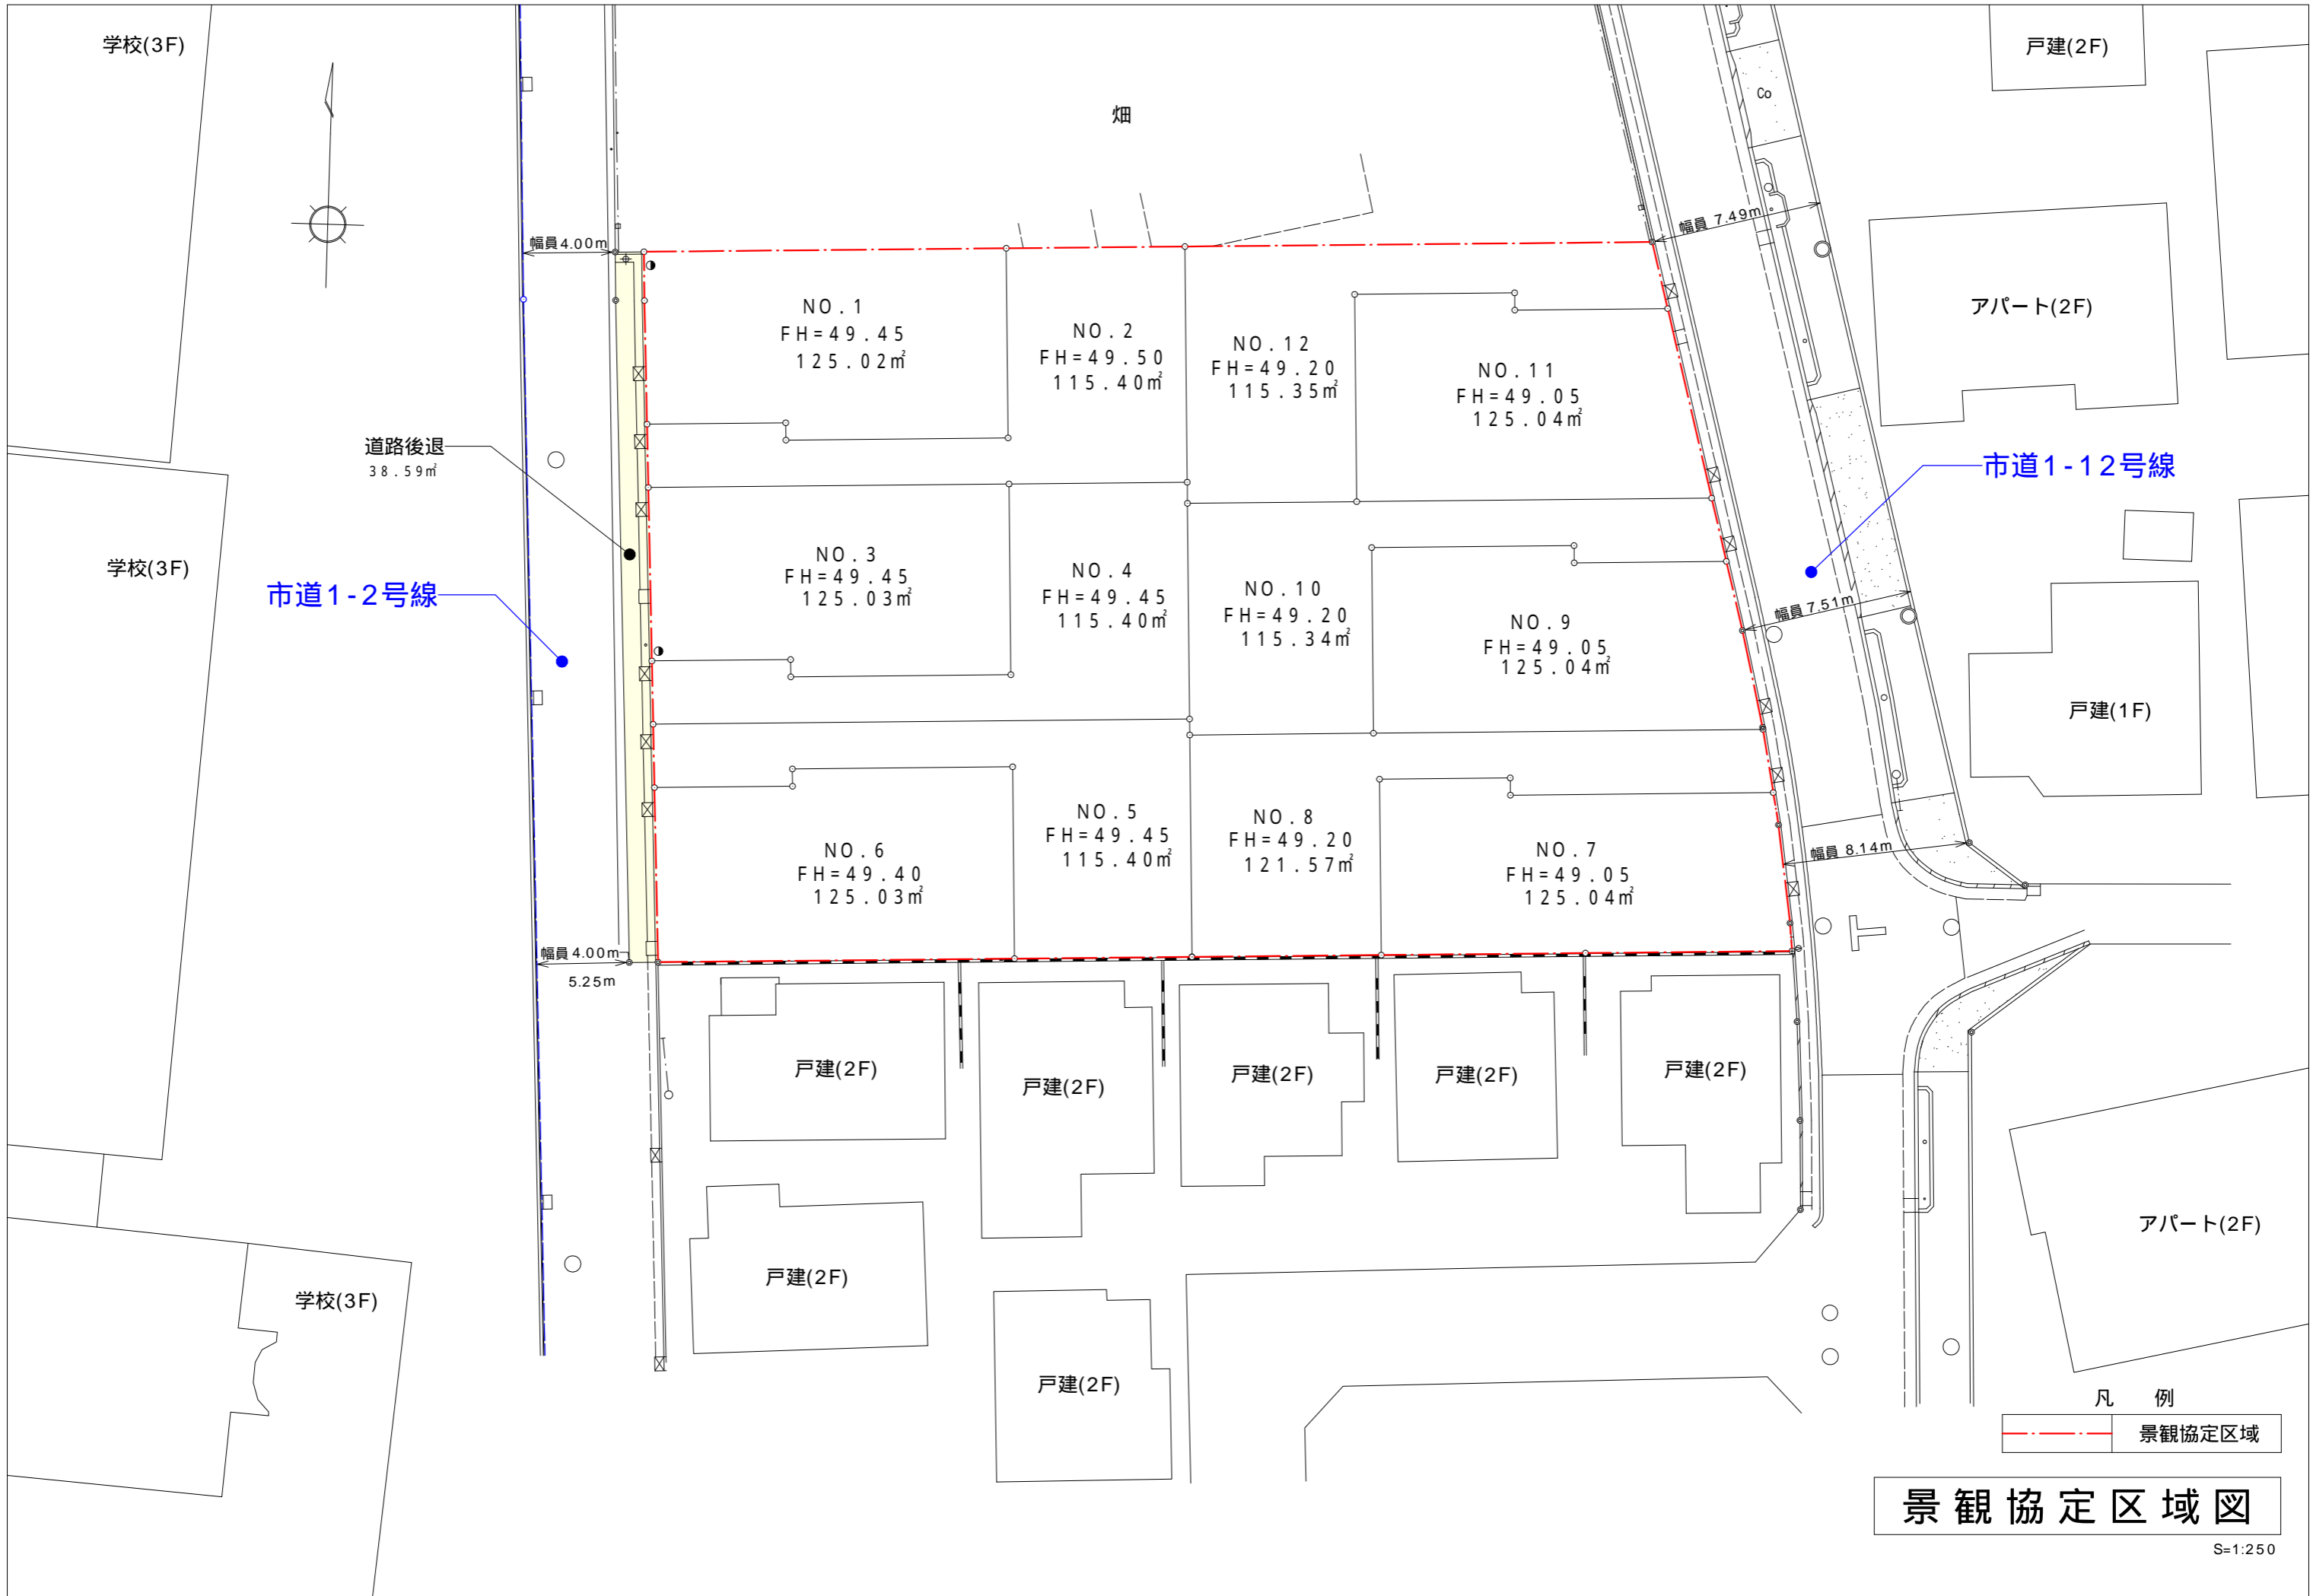 学校(3F)
戸建(2F)
Co
畑
幅員 7.49m
幅員4.00m
アパート(2F)
NO.1
FH=49.45
125.02㎡
NO.2
FH=49.50
115.40㎡
NO.12
FH=49.20
115.35㎡
NO.11
FH=49.05
125.04㎡
道路後退
38.59㎡
市道1-12号線
学校(3F)
市道1-2号線
NO.3
FH=49.45
125.03㎡
NO.4
FH=49.45
115.40㎡
NO.10
FH=49.20
115.34㎡
NO.9
FH=49.05
125.04㎡
幅員 7.51m
戸建(1F)
NO.6
FH=49.40
125.03㎡
NO.5
FH=49.45
115.40㎡
NO.8
FH=49.20
121.57㎡
NO.7
FH=49.05
125.04㎡
幅員 8.14m
幅員4.00m
5.25m
戸建(2F)
戸建(2F)
戸建(2F)
戸建(2F)
戸建(2F)
アパート(2F)
戸建(2F)
学校(3F)
戸建(2F)
凡 例
景観協定区域
景観協定区域図
S=1:250